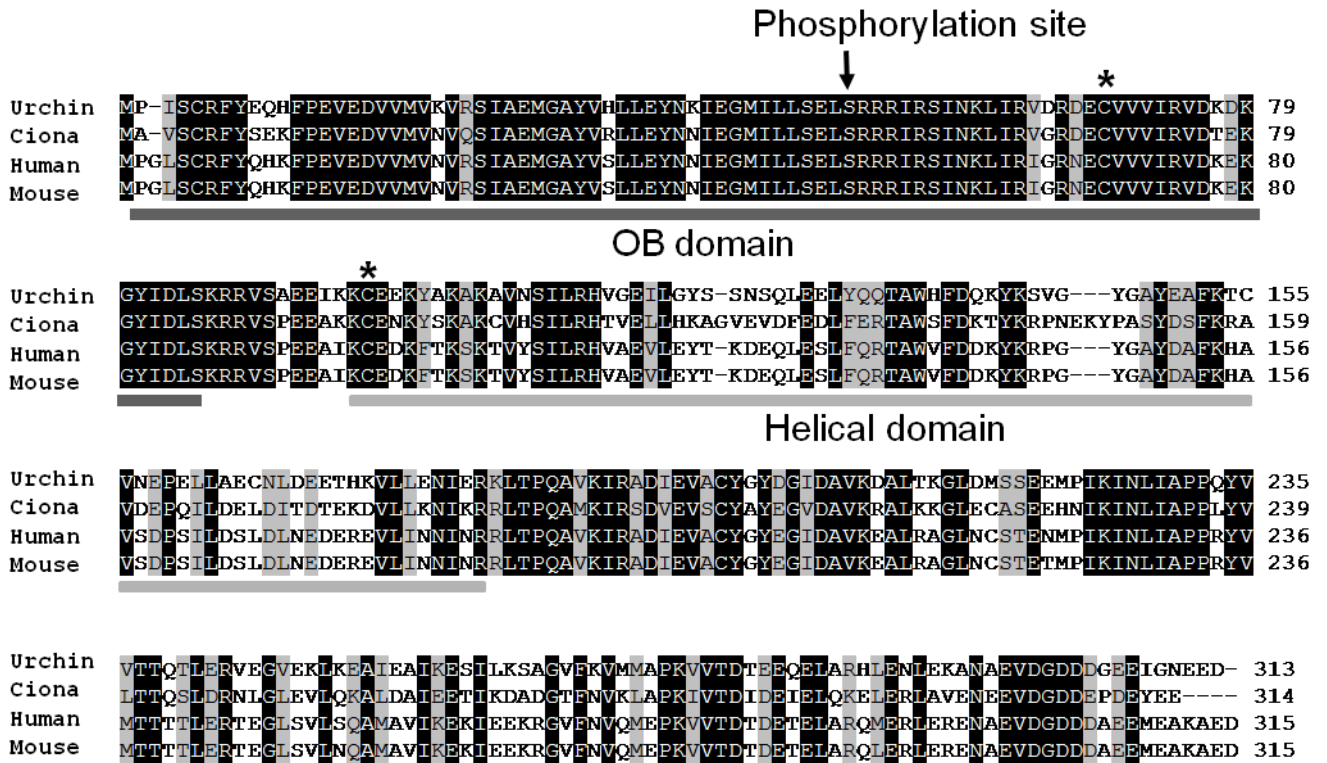 Phosphorylation site
*
Urchin MP-ISCRFYEQHFPEVEDVVMVKVRSIAEMGAYVHLLEYNKIEGMILLSELSRRRIRSINKLIRVDRDECVVVIRVDKDK 79
Ciona MA-VSCRFYSEKFPEVEDVVMVNVQSIAEMGAYVRLLEYNNIEGMILLSELSRRRIRSINKLIRVGRDECVVVIRVDTEK 79
Human MPGLSCRFYQHKFPEVEDVVMVNVRSIAEMGAYVSLLEYNNIEGMILLSELSRRRIRSINKLIRIGRNECVVVIRVDKEK 80
Mouse MPGLSCRFYQHKFPEVEDVVMVNVRSIAEMGAYVSLLEYNNIEGMILLSELSRRRIRSINKLIRIGRNECVVVIRVDKEK 80
OB domain
*
Urchin GYIDLSKRRVSAEEIKKCEEKYAKAKAVNSILRHVGEILGYS-SNSQLEELYQQTAWHFDQKYKSVG---YGAYEAFKTC 155
Ciona GYIDLSKRRVSPEEAKKCENKYSKAKCVHSILRHTVELLHKAGVEVDFEDLFERTAWSFDKTYKRPNEKYPASYDSFKRA 159
Human GYIDLSKRRVSPEEAIKCEDKFTKSKTVYSILRHVAEVLEYT-KDEQLESLFQRTAWVFDDKYKRPG---YGAYDAFKHA 156
Mouse GYIDLSKRRVSPEEAIKCEDKFTKSKTVYSILRHVAEVLEYT-KDEQLESLFQRTAWVFDDKYKRPG---YGAYDAFKHA 156
Helical domain
Urchin VNEPELLAECNLDEETHKVLLENIERKLTPQAVKIRADIEVACYGYDGIDAVKDALTKGLDMSSEEMPIKINLIAPPQYV 235
Ciona VDEPQILDELDITDTEKDVLLKNIKRRLTPQAMKIRSDVEVSCYAYEGVDAVKRALKKGLECASEEHNIKINLIAPPLYV 239
Human VSDPSILDSLDLNEDEREVLINNINRRLTPQAVKIRADIEVACYGYEGIDAVKEALRAGLNCSTENMPIKINLIAPPRYV 236
Mouse VSDPSILDSLDLNEDEREVLINNINRRLTPQAVKIRADIEVACYGYEGIDAVKEALRAGLNCSTETMPIKINLIAPPRYV 236
Urchin VTTQTLERVEGVEKLKEAIEAIKESILKSAGVFKVMMAPKVVTDTEEQELARHLENLEKANAEVDGDDDGEEIGNEED- 313
Ciona LTTQSLDRNLGLEVLQKALDAIEETIKDADGTFNVKLAPKIVTDIDEIELQKELERLAVENEEVDGDDEPDEYEE---- 314
Human MTTTTLERTEGLSVLSQAMAVIKEKIEEKRGVFNVQMEPKVVTDTDETELARQMERLERENAEVDGDDDAEEMEAKAED 315
Mouse MTTTTLERTEGLSVLNQAMAVIKEKIEEKRGVFNVQMEPKVVTDTDETELARQLERLERENAEVDGDDDAEEMEAKAED 315